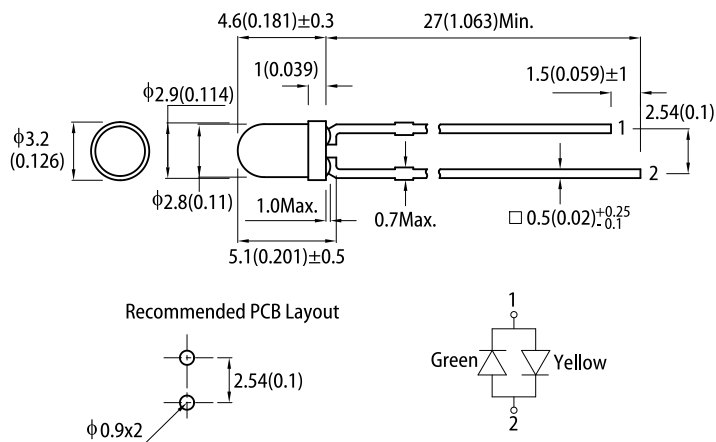 4.6(0.181)±0.3
27(1.063)Min.
1(0.039)
1.5(0.059)±1
ϕ2.9(0.114)
2.54(0.1)
ϕ3.2
(0.126)
1
2
ϕ2.8(0.11)
1.0Max.
0.7Max.
□ 0.5(0.02)+0.25 -0.1
5.1(0.201)±0.5
Recommended PCB Layout
2.54(0.1)
ϕ0.9x2
1
Green
Yellow
2